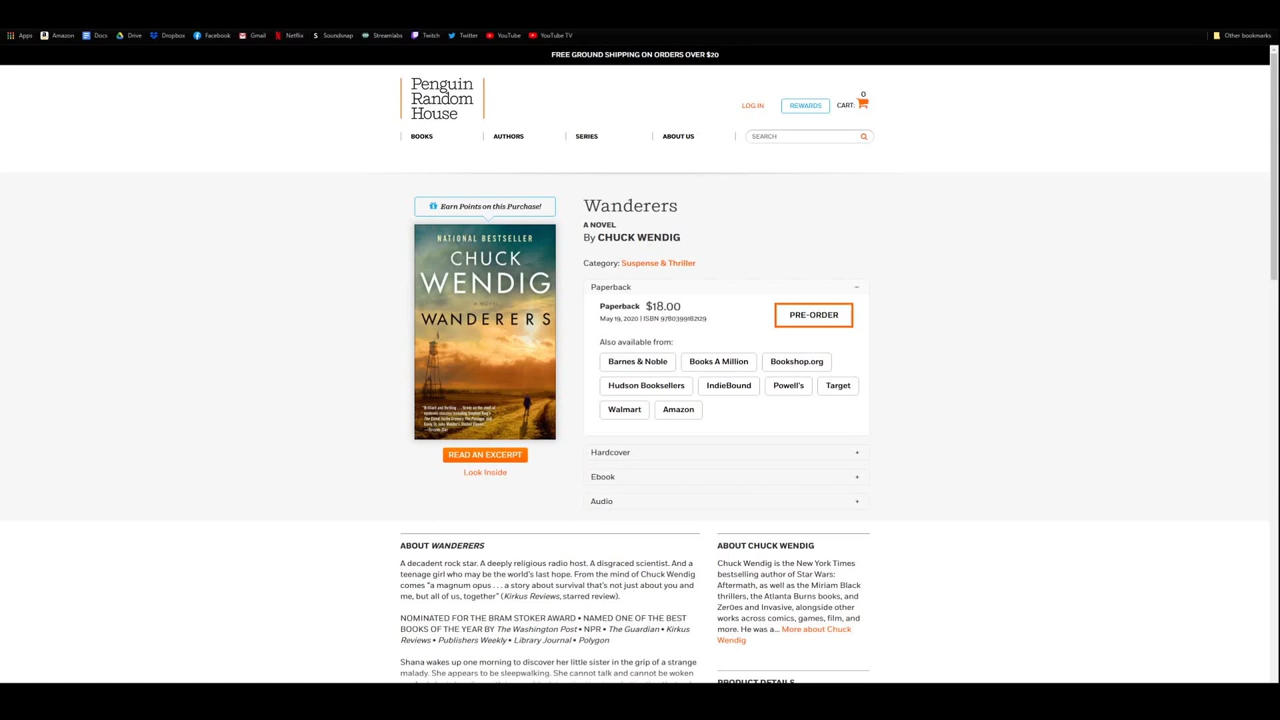 Apps Amazon Docs Drive Dropbox Facebook Gmail Netflix Soundsnap Streamlabs Twitch Twitter YouTube YouTube TV Other bookmarks
FREE GROUND SHIPPING ON ORDERS OVER $20
Penguin
Random
House
0
LOG IN REWARDS CART:
BOOKS AUTHORS SERIES ABOUT US SEARCH
Earn Points on this Purchase!
NATIONAL BESTSELLER
CHUCK
WENDIG
A NOVEL
WANDERERS
READ AN EXCERPT
Look Inside
Wanderers
A NOVEL
By CHUCK WENDIG
Category: Suspense & Thriller
Paperback −
Paperback $18.00
May 19, 2020 | ISBN 9780399182129
PRE-ORDER
Also available from:
Barnes & Noble Books A Million Bookshop.org
Hudson Booksellers IndieBound Powell's Target
Walmart Amazon
Hardcover +
Ebook +
Audio +
ABOUT WANDERERS
A decadent rock star. A deeply religious radio host. A disgraced scientist. And a
teenage girl who may be the world's last hope. From the mind of Chuck Wendig
comes "a magnum opus . . . a story about survival that's not just about you and
me, but all of us, together" (Kirkus Reviews, starred review).
NOMINATED FOR THE BRAM STOKER AWARD • NAMED ONE OF THE BEST
BOOKS OF THE YEAR BY The Washington Post • NPR • The Guardian • Kirkus
Reviews • Publishers Weekly • Library Journal • Polygon
Shana wakes up one morning to discover her little sister in the grip of a strange
malady. She appears to be sleepwalking. She cannot talk and cannot be woken
ABOUT CHUCK WENDIG
Chuck Wendig is the New York Times
bestselling author of Star Wars:
Aftermath, as well as the Miriam Black
thrillers, the Atlanta Burns books, and
Zer0es and Invasive, alongside other
works across comics, games, film, and
more. He was a... More about Chuck
Wendig
PRODUCT DETAILS